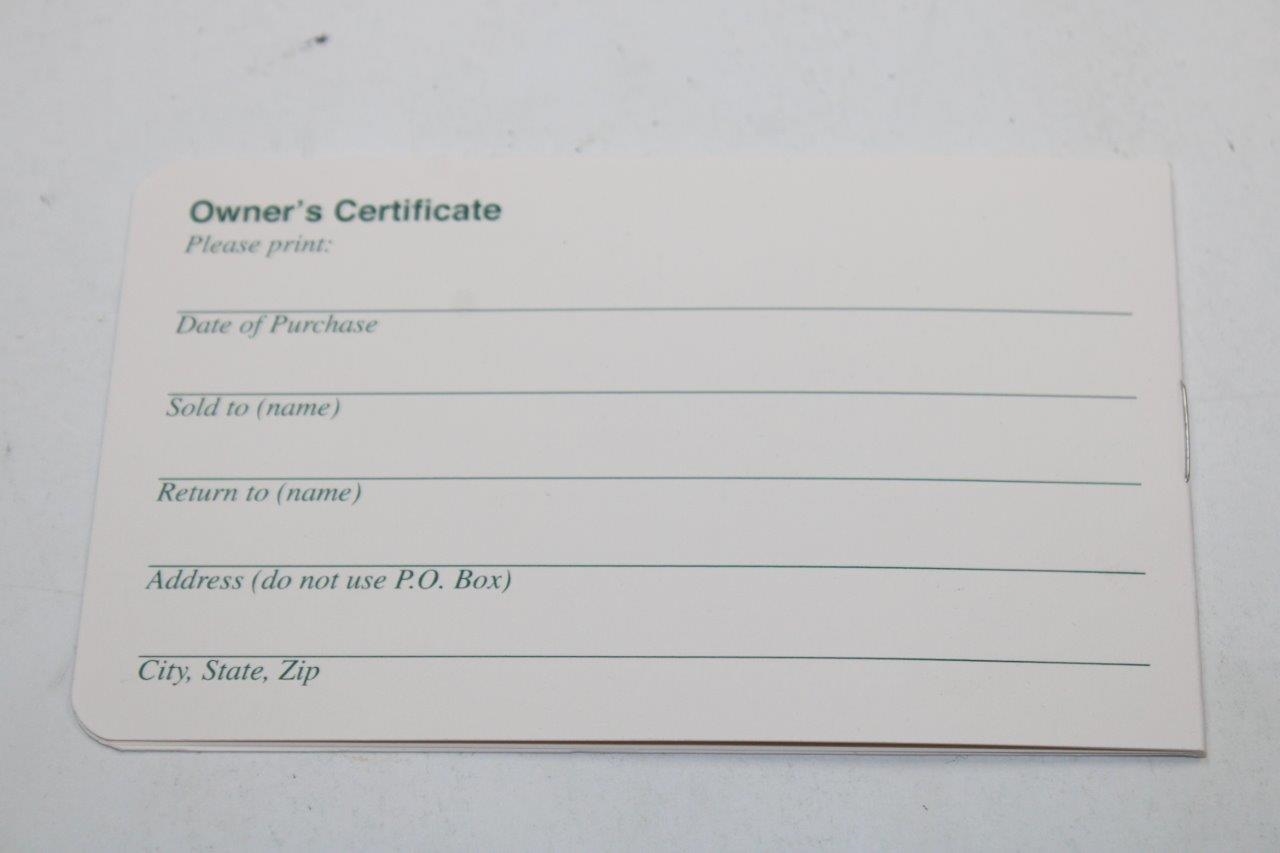 Owner's Certificate
Please print:
Date of Purchase
Sold to (name)
Return to (name)
Address (do not use P.O. Box)
City, State, Zip